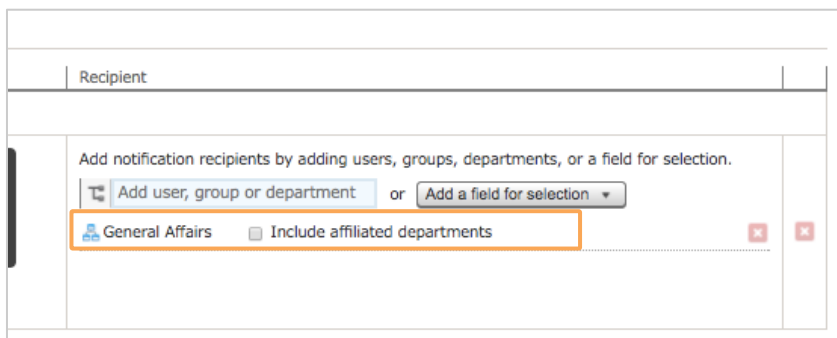 Recipient
Add notification recipients by adding users, groups, departments, or a field for selection.
Add user, group or department or Add a field for selection
General Affairs Include affiliated departments